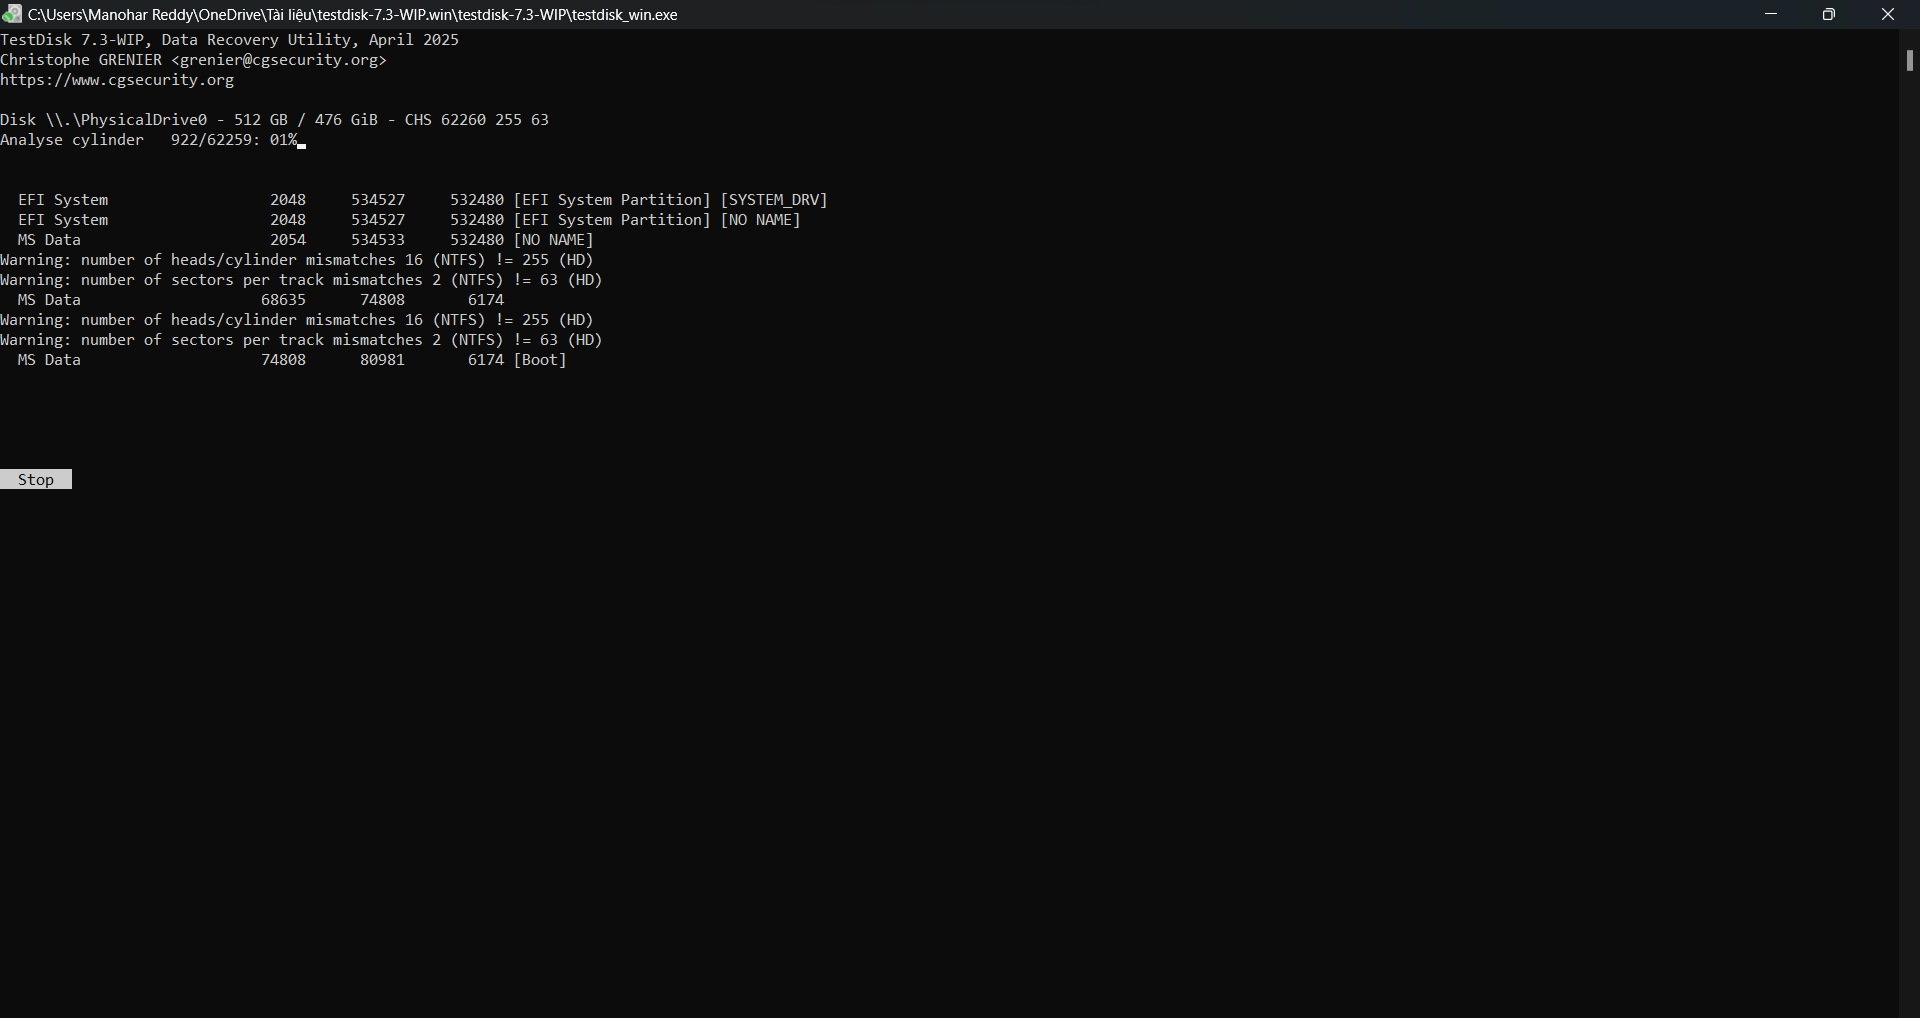 C:\Users\Manohar Reddy\OneDrive\Tài liệu\testdisk-7.3-WIP.win\testdisk-7.3-WIP\testdisk_win.exe
TestDisk 7.3-WIP, Data Recovery Utility, April 2025
Christophe GRENIER <grenier@cgsecurity.org>
https://www.cgsecurity.org
Disk \\.\PhysicalDrive0 - 512 GB / 476 GiB - CHS 62260 255 63
Analyse cylinder   922/62259: 01%
EFI System                  2048     534527     532480 [EFI System Partition] [SYSTEM_DRV]
EFI System                  2048     534527     532480 [EFI System Partition] [NO NAME]
MS Data                     2054     534533     532480 [NO NAME]
Warning: number of heads/cylinder mismatches 16 (NTFS) != 255 (HD)
Warning: number of sectors per track mismatches 2 (NTFS) != 63 (HD)
MS Data                    68635      74808       6174
Warning: number of heads/cylinder mismatches 16 (NTFS) != 255 (HD)
Warning: number of sectors per track mismatches 2 (NTFS) != 63 (HD)
MS Data                    74808      80981       6174 [Boot]
Stop